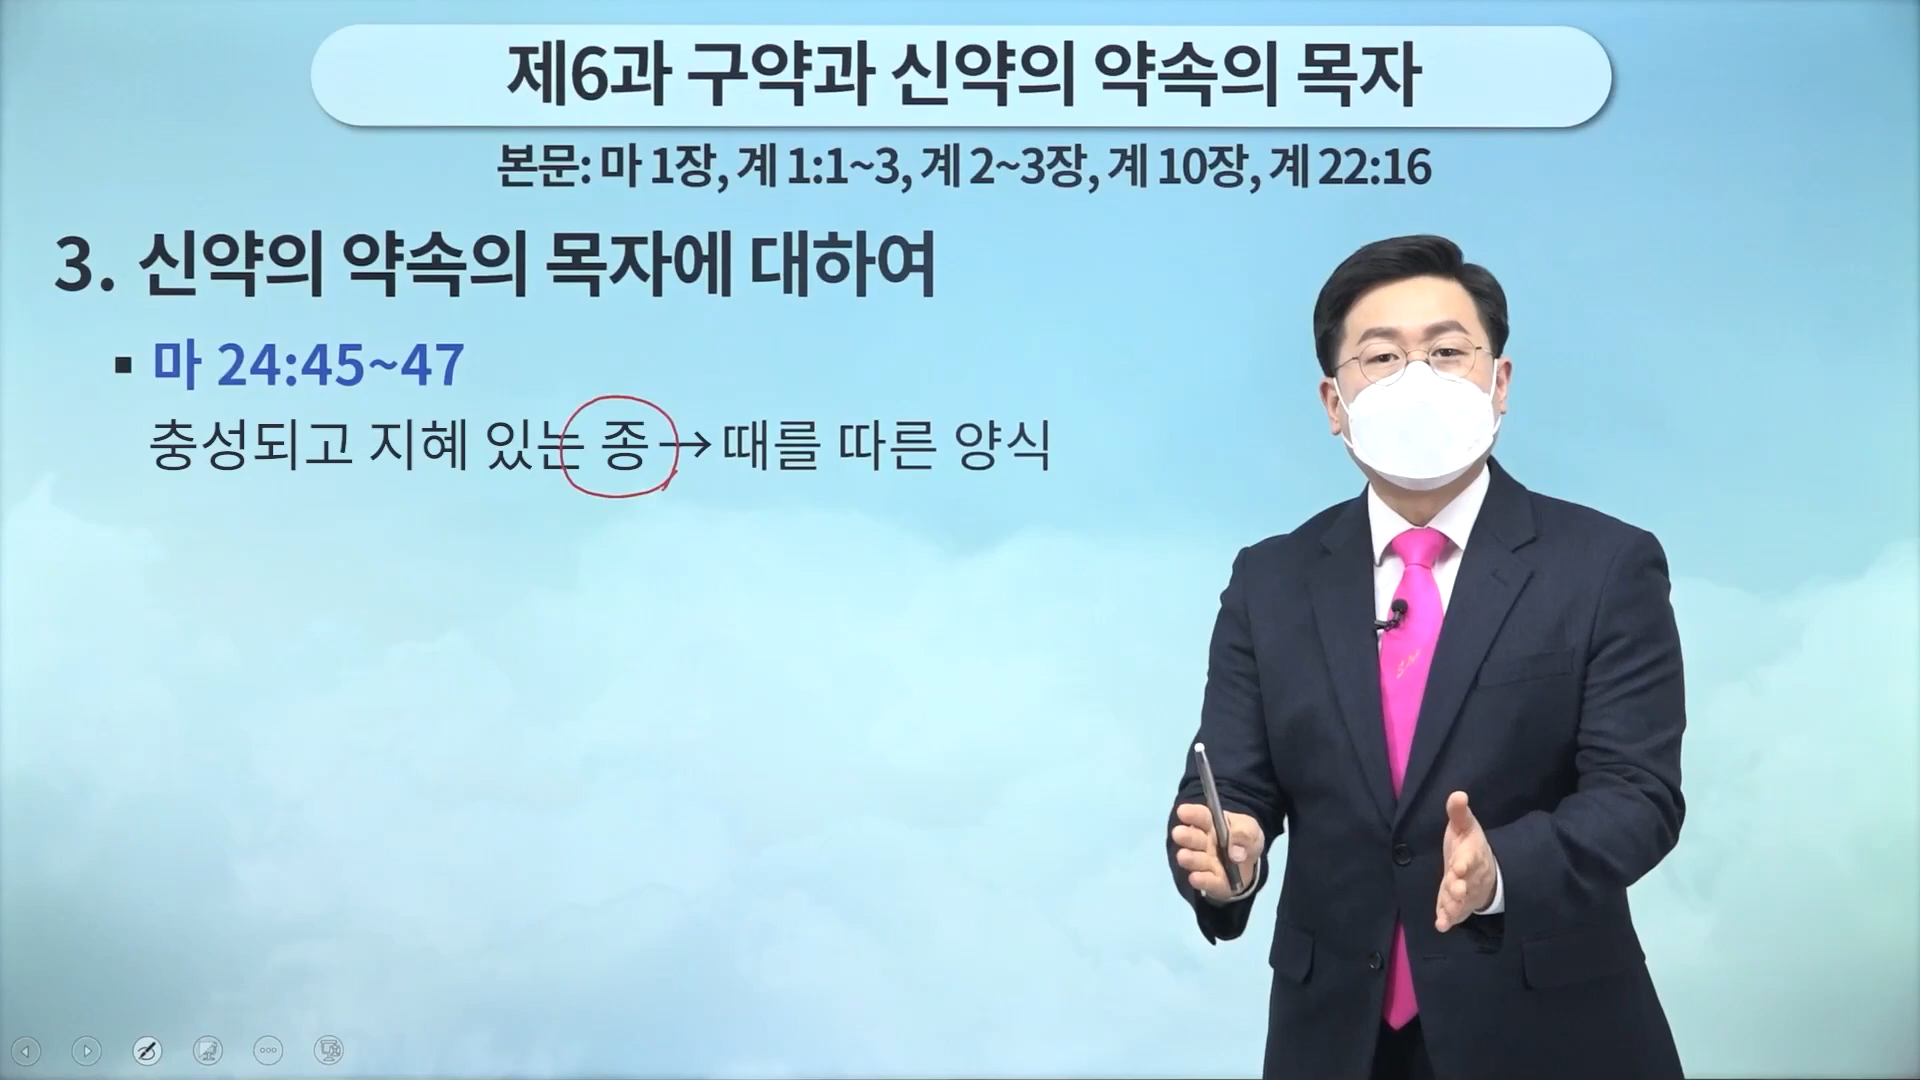 제6과 구약과 신약의 약속의 목자
본문: 마 1장, 계 1:1~3, 계 2~3장, 계 10장, 계 22:16
3. 신약의 약속의 목자에 대하여
▪ 마 24:45~47
충성되고 지혜 있는 종→때를 따른 양식